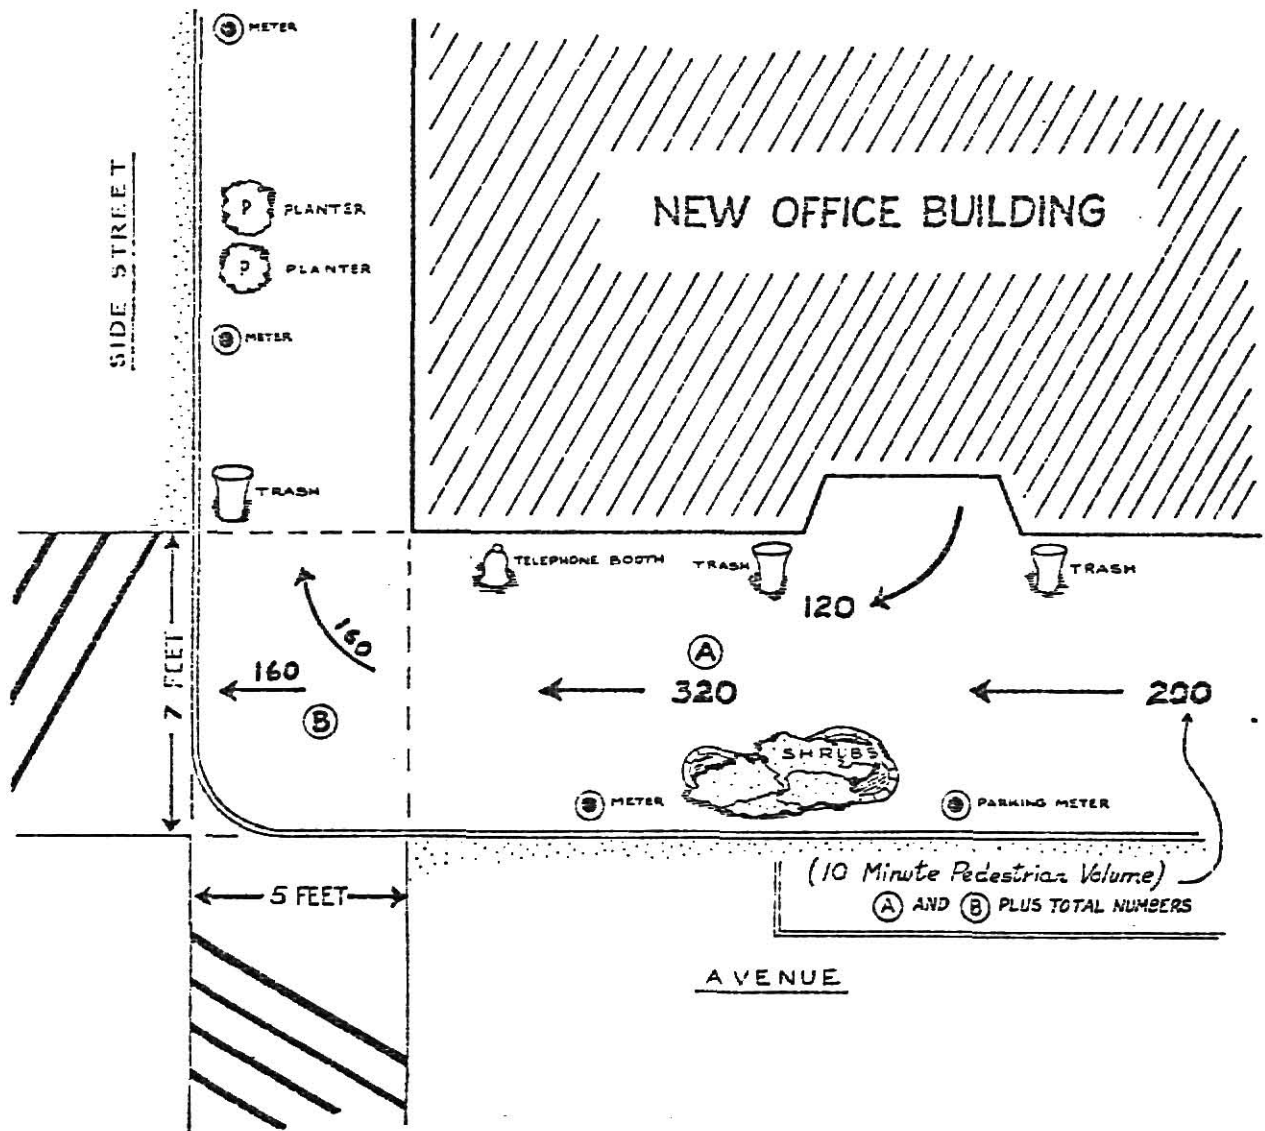 METER
SIDE STREET
P PLANTER
P PLANTER
NEW OFFICE BUILDING
METER
TRASH
TELEPHONE BOOTH
TRASH
TRASH
120
160
160
A
320
200
B
7 FEET
SHRUBS
METER
PARKING METER
(10 Minute Pedestrian Volume)
A AND B PLUS TOTAL NUMBERS
5 FEET
AVENUE